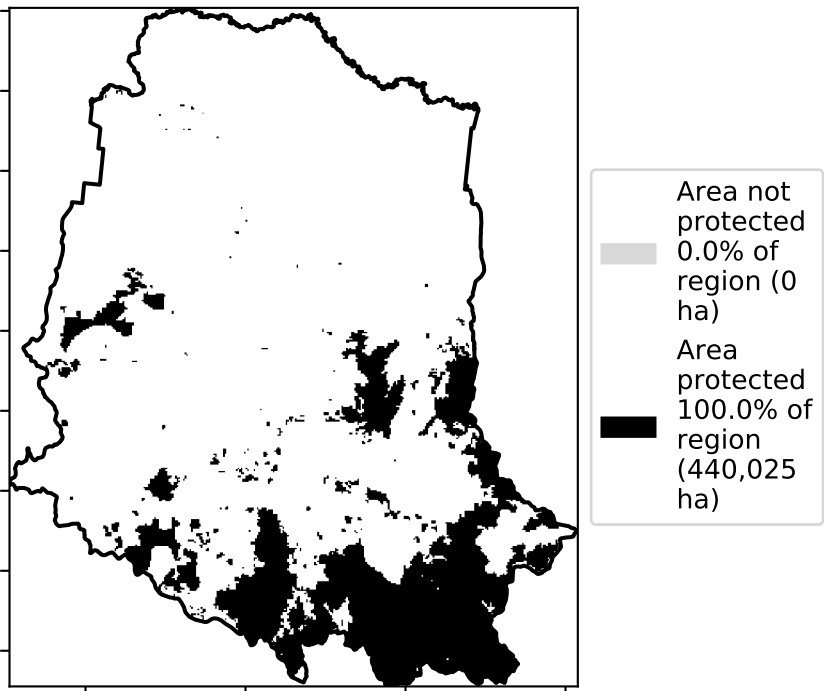 Area not
protected
0.0% of
region (0
ha)
Area
protected
100.0% of
region
(440,025
ha)